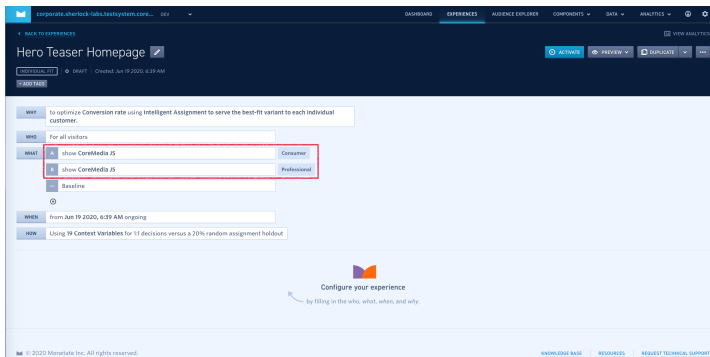 corporate.sherlock-labs.testsystem.core... DEV DASHBOARD EXPERIENCES AUDIENCE EXPLORER COMPONENTS DATA ANALYTICS
BACK TO EXPERIENCES VIEW ANALYTICS
Hero Teaser Homepage ACTIVATE PREVIEW DUPLICATE
INDIVIDUAL FIT DRAFT Created: Jun 19 2020, 6:39 AM
+ ADD TAGS
WHY to optimize Conversion rate using Intelligent Assignment to serve the best-fit variant to each individual
customer.
WHO For all visitors
WHAT A show CoreMedia JS Consumer
B show CoreMedia JS Professional
— Baseline
WHEN from Jun 19 2020, 6:39 AM ongoing
HOW Using 19 Context Variables for 1:1 decisions versus a 20% random assignment holdout
Configure your experience
by filling in the who, what, when, and why.
© 2020 Monetate Inc. All rights reserved. KNOWLEDGE BASE RESOURCES REQUEST TECHNICAL SUPPORT